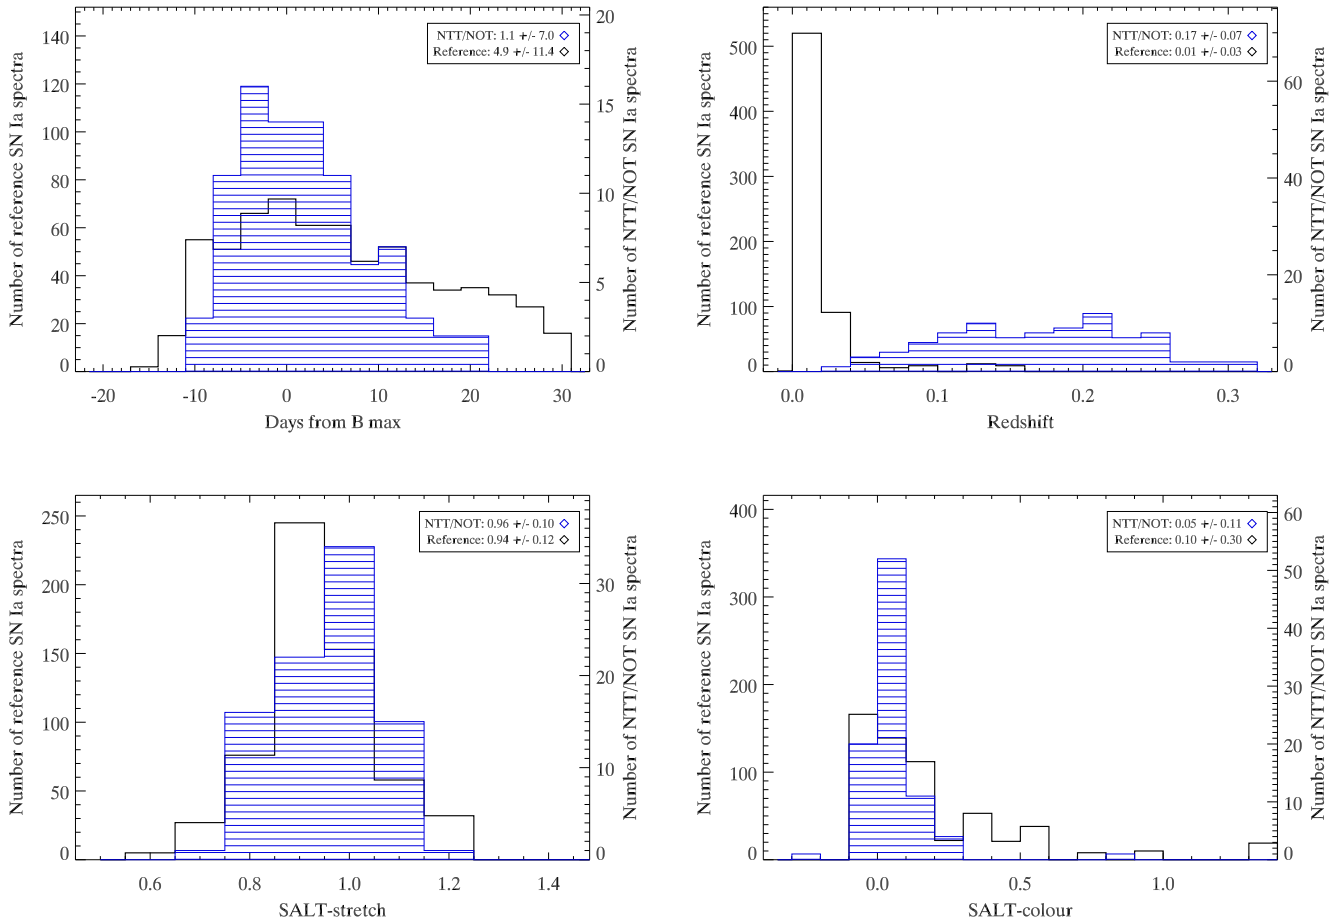 NTT/NOT: 1.1 +/- 7.0
Reference: 4.9 +/- 11.4
140
120
100
80
60
40
20
0
20
15
10
5
0
-20 -10 0 10 20 30
Days from B max
Number of reference SN Ia spectra
Number of NTT/NOT SN Ia spectra
NTT/NOT: 0.17 +/- 0.07
Reference: 0.01 +/- 0.03
500
400
300
200
100
0
60
40
20
0
0.0 0.1 0.2 0.3
Redshift
Number of reference SN Ia spectra
Number of NTT/NOT SN Ia spectra
NTT/NOT: 0.96 +/- 0.10
Reference: 0.94 +/- 0.12
250
200
150
100
50
0
30
20
10
0
0.6 0.8 1.0 1.2 1.4
SALT-stretch
Number of reference SN Ia spectra
Number of NTT/NOT SN Ia spectra
NTT/NOT: 0.05 +/- 0.11
Reference: 0.10 +/- 0.30
400
300
200
100
0
60
50
40
30
20
10
0
0.0 0.5 1.0
SALT-colour
Number of reference SN Ia spectra
Number of NTT/NOT SN Ia spectra